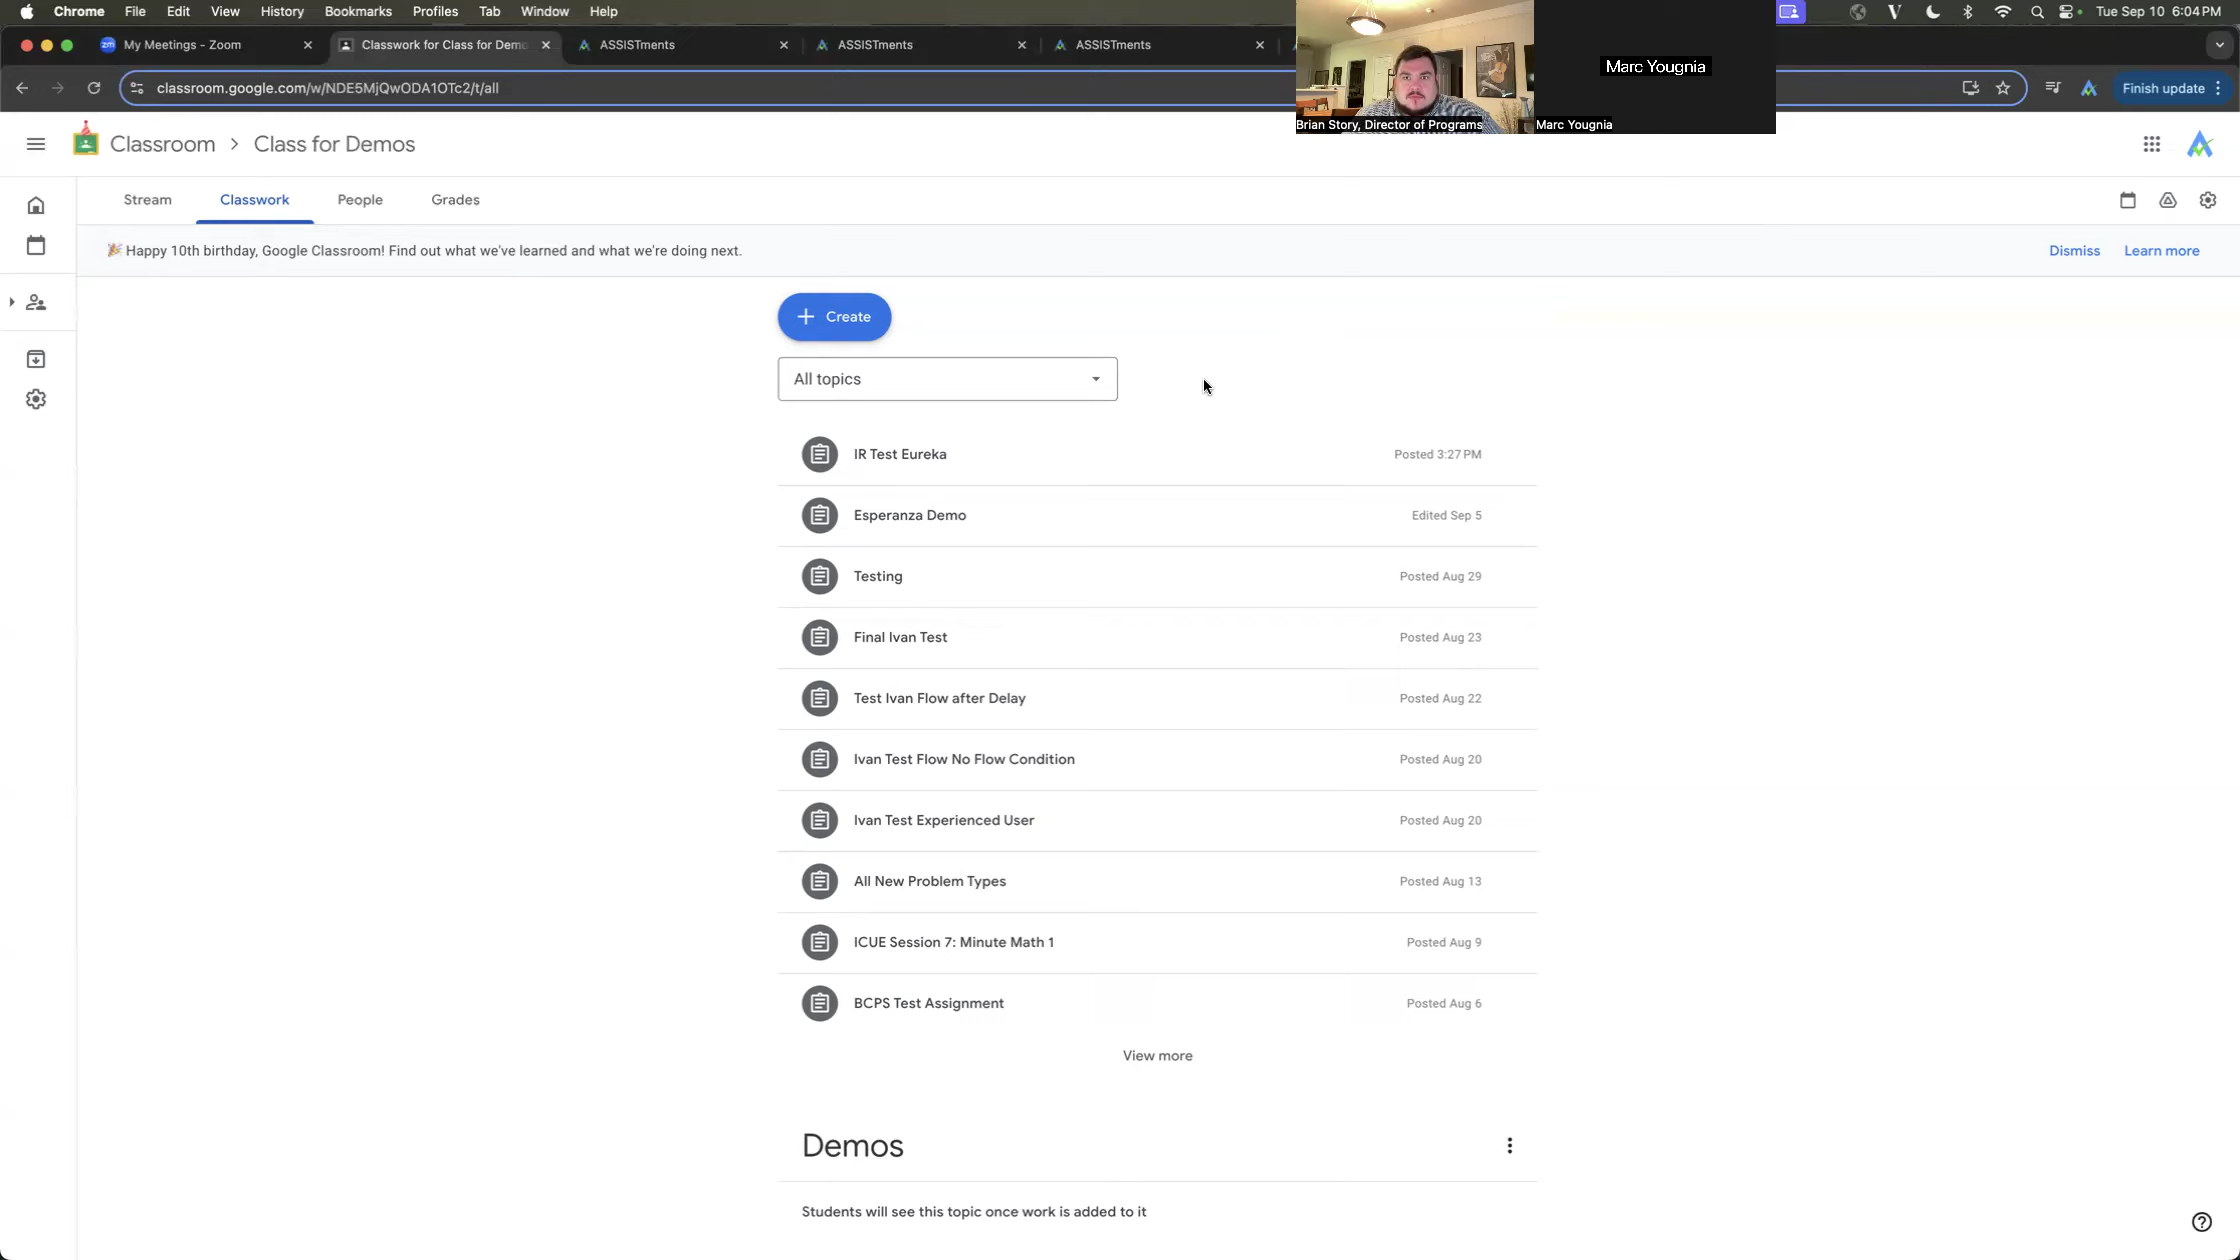 Chrome File Edit View History Bookmarks Profiles Tab Window Help
Tue Sep 10 6:04 PM
My Meetings - Zoom
Classwork for Class for Demo
ASSISTments
ASSISTments
ASSISTments
classroom.google.com/w/NDE5MjQwODA1OTc2/t/all
Finish update
Marc Yougnia
Brian Story, Director of Programs
Marc Yougnia
Classroom > Class for Demos
Stream Classwork People Grades
Happy 10th birthday, Google Classroom! Find out what we've learned and what we're doing next.
Dismiss Learn more
+ Create
All topics
IR Test Eureka Posted 3:27 PM
Esperanza Demo Edited Sep 5
Testing Posted Aug 29
Final Ivan Test Posted Aug 23
Test Ivan Flow after Delay Posted Aug 22
Ivan Test Flow No Flow Condition Posted Aug 20
Ivan Test Experienced User Posted Aug 20
All New Problem Types Posted Aug 13
ICUE Session 7: Minute Math 1 Posted Aug 9
BCPS Test Assignment Posted Aug 6
View more
Demos
Students will see this topic once work is added to it